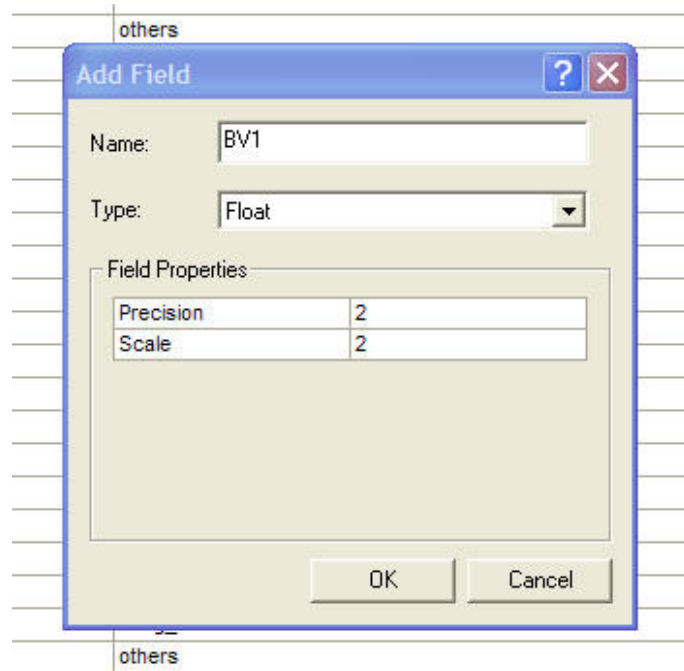 others
Add Field
Name: BV1
Type: Float
Field Properties
Precision 2
Scale 2
OK Cancel
others